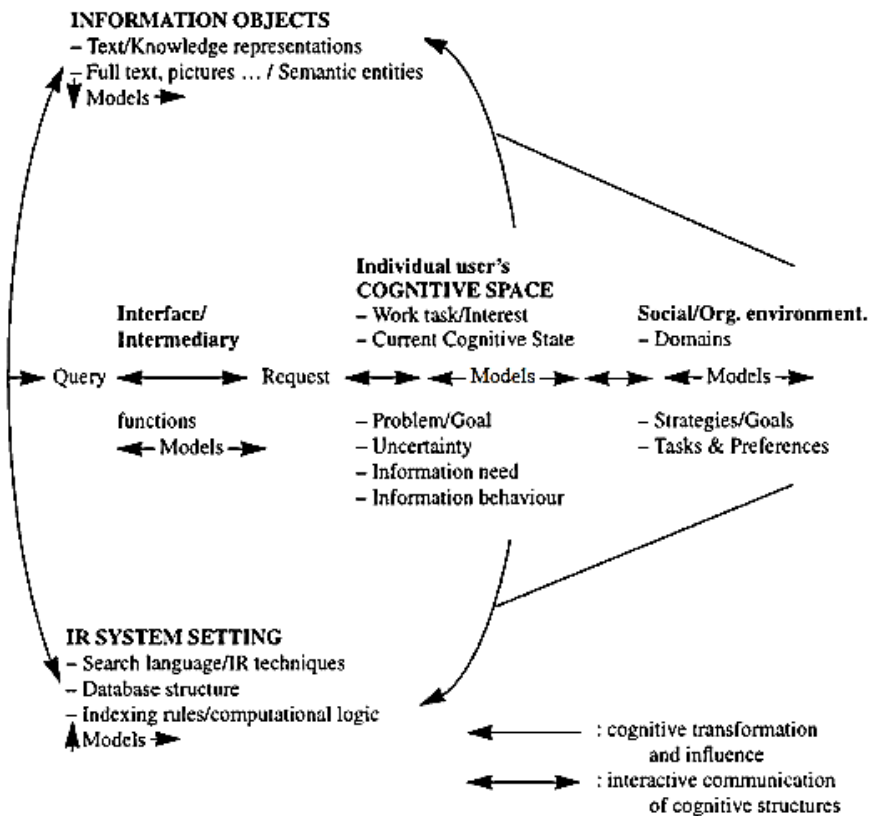 INFORMATION OBJECTS
– Text/Knowledge representations
– Full text, pictures … / Semantic entities
Models
Individual user's
COGNITIVE SPACE
– Work task/Interest
– Current Cognitive State
Interface/
Intermediary
Social/Org. environment.
– Domains
Query
Request
Models
Models
functions
Models
– Problem/Goal
– Uncertainty
– Information need
– Information behaviour
– Strategies/Goals
– Tasks & Preferences
IR SYSTEM SETTING
– Search language/IR techniques
– Database structure
– Indexing rules/computational logic
Models
: cognitive transformation
and influence
: interactive communication
of cognitive structures